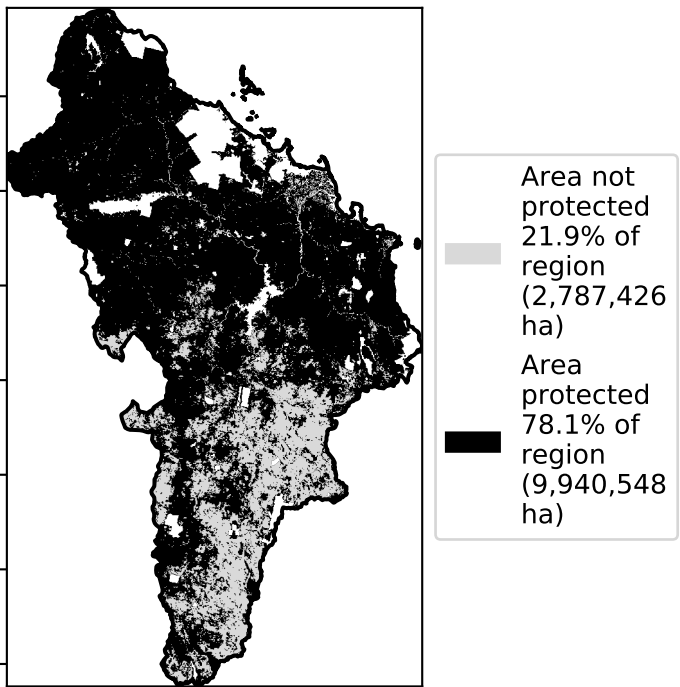 Area not
protected
21.9% of
region
(2,787,426
ha)
Area
protected
78.1% of
region
(9,940,548
ha)